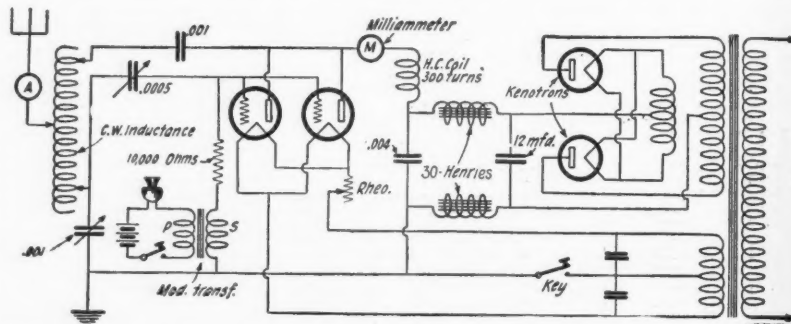 .001
Milliammeter
M
H.C. Coil
300 turns
Kenotrons
A
.0005
C.W. Inductance
10,000 Ohms
.004
12 mfd.
30-Henries
Rheo.
P
S
.001
Mod. transf.
Key